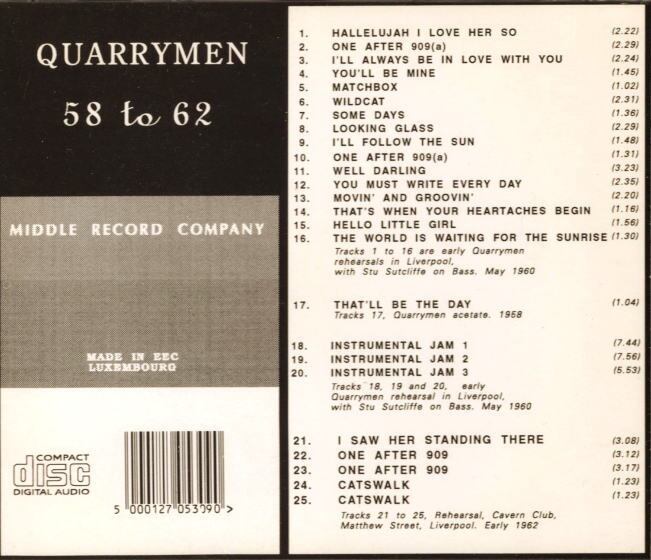 QUARRYMEN
58 to 62
MIDDLE RECORD COMPANY
MADE IN EEC
LUXEMBOURG
COMPACT
disc
DIGITAL AUDIO
5 000127 053090 >
1. HALLELUJAH I LOVE HER SO (2.22)
2. ONE AFTER 909(a) (2.29)
3. I'LL ALWAYS BE IN LOVE WITH YOU (2.24)
4. YOU'LL BE MINE (1.45)
5. MATCHBOX (1.02)
6. WILDCAT (2.31)
7. SOME DAYS (1.36)
8. LOOKING GLASS (2.29)
9. I'LL FOLLOW THE SUN (1.48)
10. ONE AFTER 909(a) (1.31)
11. WELL DARLING (3.23)
12. YOU MUST WRITE EVERY DAY (2.35)
13. MOVIN' AND GROOVIN' (2.20)
14. THAT'S WHEN YOUR HEARTACHES BEGIN (1.16)
15. HELLO LITTLE GIRL (1.56)
16. THE WORLD IS WAITING FOR THE SUNRISE (1.30)
Tracks 1 to 16 are early Quarrymen
rehearsals in Liverpool,
with Stu Sutcliffe on Bass. May 1960
17. THAT'LL BE THE DAY (1.04)
Tracks 17, Quarrymen acetate. 1958
18. INSTRUMENTAL JAM 1 (7.44)
19. INSTRUMENTAL JAM 2 (7.56)
20. INSTRUMENTAL JAM 3 (5.53)
Tracks 18, 19 and 20, early
Quarrymen rehearsal in Liverpool,
with Stu Sutcliffe on Bass. May 1960
21. I SAW HER STANDING THERE (3.08)
22. ONE AFTER 909 (3.12)
23. ONE AFTER 909 (3.17)
24. CATSWALK (1.23)
25. CATSWALK (1.23)
Tracks 21 to 25, Rehearsal, Cavern Club,
Matthew Street, Liverpool. Early 1962